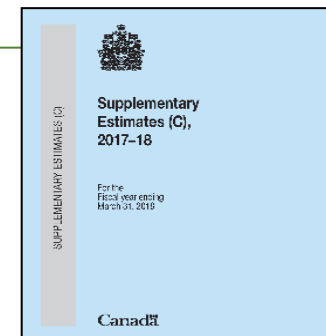 SUPPLEMENTARY ESTIMATES (C)
Supplementary
Estimates (C),
2017–18
For the
Fiscal year ending
March 31, 2018
Canada